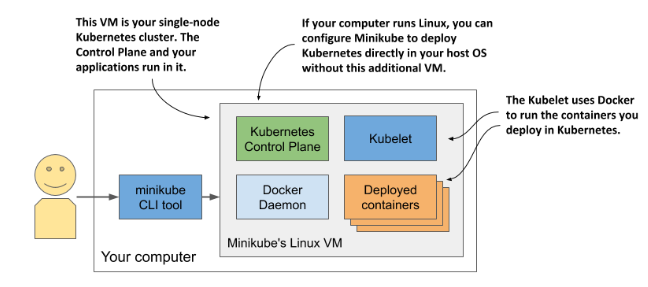 This VM is your single-node
Kubernetes cluster. The
Control Plane and your
applications run in it.
If your computer runs Linux, you can
configure Minikube to deploy
Kubernetes directly in your host OS
without this additional VM.
The Kubelet uses Docker
to run the containers you
deploy in Kubernetes.
Kubernetes
Control Plane
Kubelet
minikube
CLI tool
Docker
Daemon
Deployed
containers
Minikube's Linux VM
Your computer